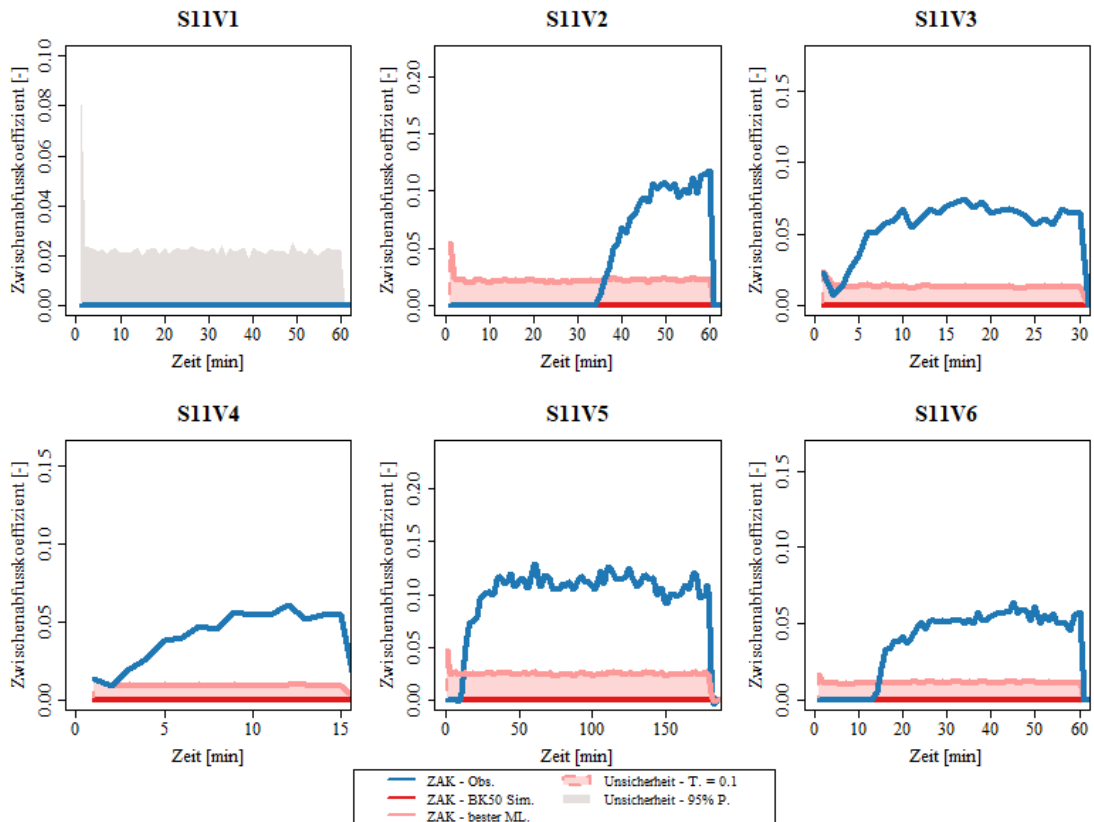 S11V1 S11V2 S11V3
Zwischenabfusskoeffizient [-]
0.00 0.02 0.04 0.06 0.08 0.10
0 10 20 30 40 50 60
Zeit [min]
Zwischenabfusskoeffizient [-]
0.00 0.05 0.10 0.15 0.20
0 10 20 30 40 50 60
Zeit [min]
Zwischenabfusskoeffizient [-]
0.00 0.05 0.10 0.15
0 5 10 15 20 25 30
Zeit [min]
S11V4 S11V5 S11V6
Zwischenabfusskoeffizient [-]
0.00 0.05 0.10 0.15
0 5 10 15
Zeit [min]
Zwischenabfusskoeffizient [-]
0.00 0.05 0.10 0.15 0.20
0 50 100 150
Zeit [min]
Zwischenabfusskoeffizient [-]
0.00 0.05 0.10 0.15
0 10 20 30 40 50 60
Zeit [min]
ZAK - Obs.
ZAK - BK50 Sim.
ZAK - bester ML.
Unsicherheit - T. = 0.1
Unsicherheit - 95% P.